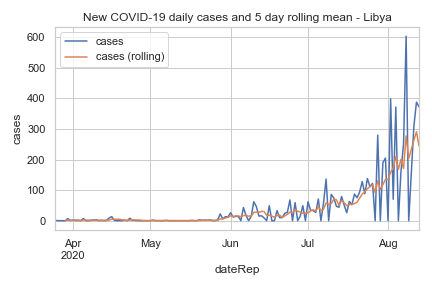 New COVID-19 daily cases and 5 day rolling mean - Libya
cases
cases (rolling)
600
500
400
300
200
100
0
cases
Apr
2020
May
Jun
Jul
Aug
dateRep